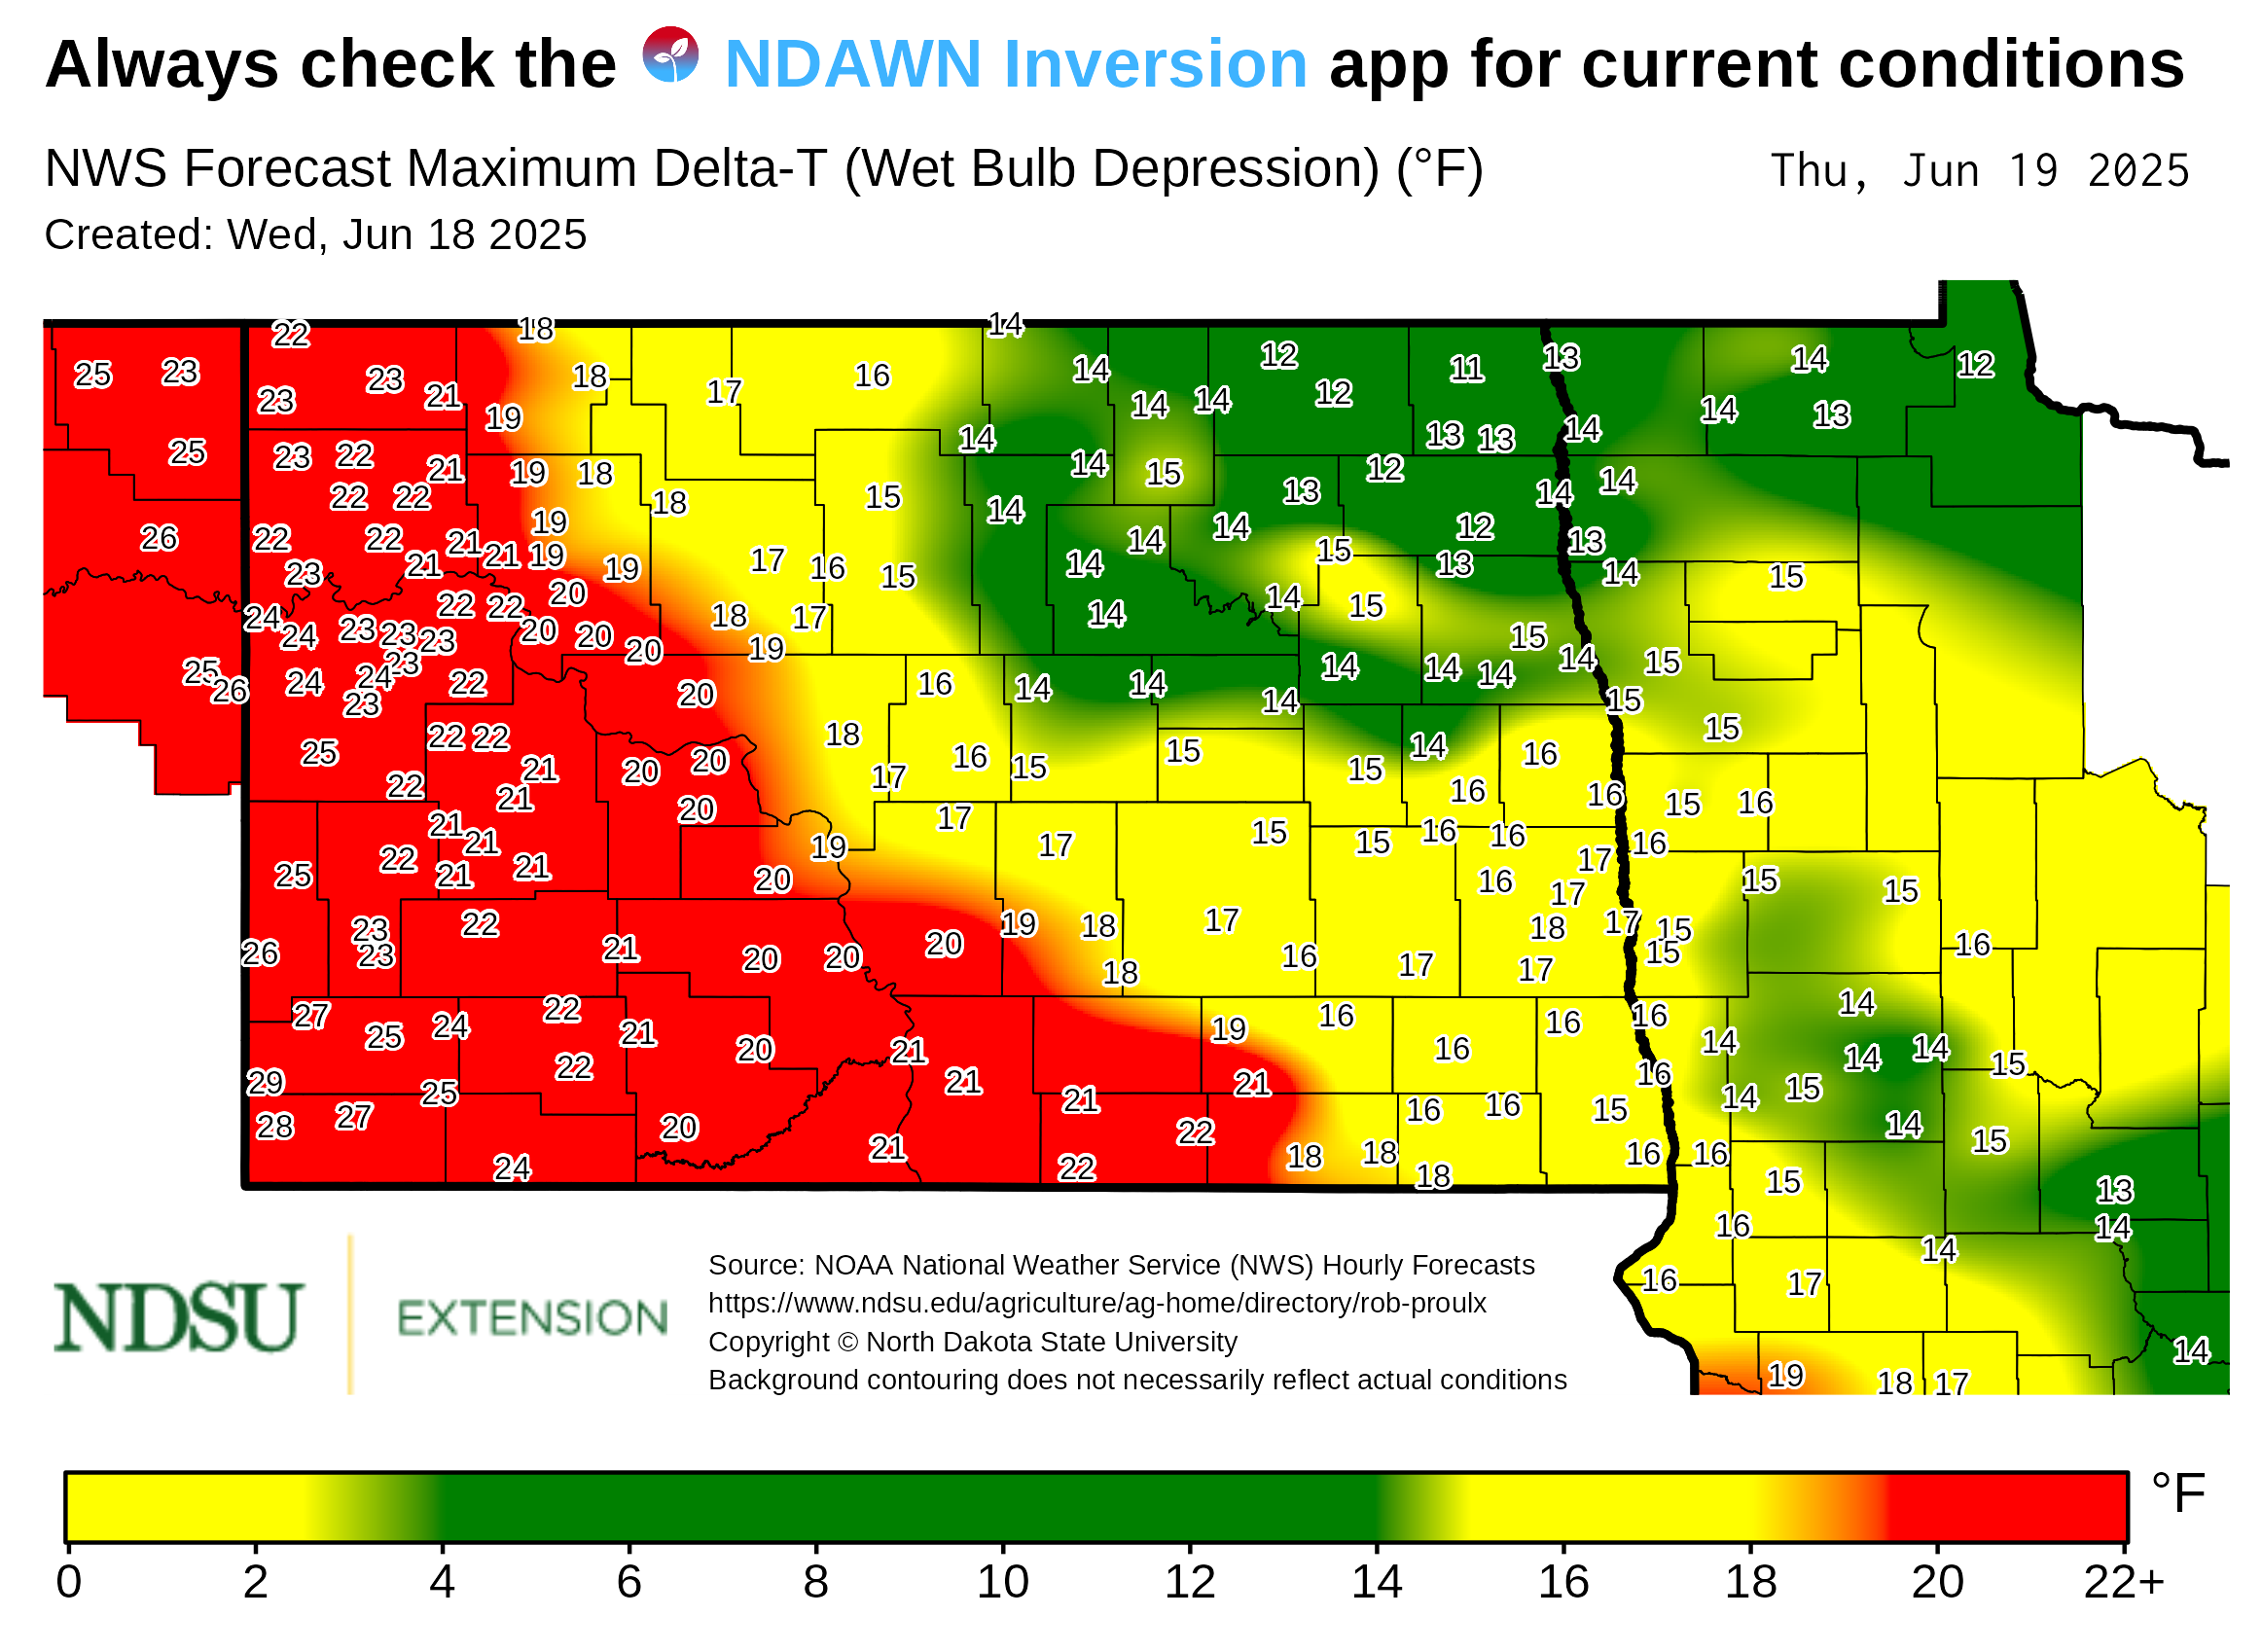 Always check the NDAWN Inversion app for current conditions
NWS Forecast Maximum Delta-T (Wet Bulb Depression) (°F) Thu, Jun 19 2025
Created: Wed, Jun 18 2025
22 18 14
25 23 23 18 16 14 12 11 13 14 12
23 21 17 14 14 12 14 13
19 14 13 13 14
25 23 22 21 19 18 14 15 12 14
22 22 18 15 14 13 14
26 22 22 21 19 14 14 12 13
21 21 19 19 17 16 15 14 15 13 14 15
23 20
24 22 22 18 17 14 14 15
24 23 23 23 20 20 20 19 15 14 15
25 26 24 24 23 22 20 16 14 14 14 14 14
23 14 15
25 22 22 18 14 15
22 21 20 20 17 16 15 15 15 16
21 20 16 16 15 16
21 21 19 17 17 15 15 16 16 16
25 22 21 21 20 16 17 17 15 15
26 23 22 21 20 20 20 19 18 17 18 17 15
23 18 16 17 17 15 16
27 25 24 22 21 20 21 19 16 16 16 14
29 25 22 21 21 16 16 14 14 14 15
28 27 20 21 22 16 16 15 14 15 14
24 21 22 18 18 18 16 16 15 15 13
16 14 14
16 17 14
19 18 17
NDSU EXTENSION
Source: NOAA National Weather Service (NWS) Hourly Forecasts
https://www.ndsu.edu/agriculture/ag-home/directory/rob-proulx
Copyright © North Dakota State University
Background contouring does not necessarily reflect actual conditions
°F
0 2 4 6 8 10 12 14 16 18 20 22+